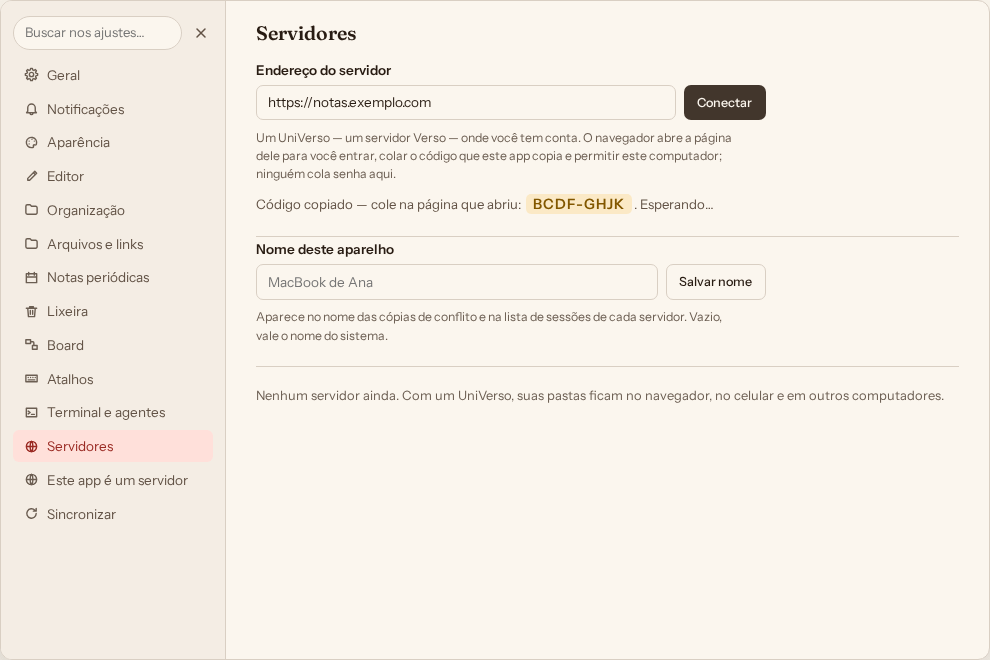 Buscar nos ajustes...
Geral
Notificações
Aparência
Editor
Organização
Arquivos e links
Notas periódicas
Lixeira
Board
Atalhos
Terminal e agentes
Servidores
Este app é um servidor
Sincronizar
Servidores
Endereço do servidor
https://notas.exemplo.com
Conectar
Um UniVerso — um servidor Verso — onde você tem conta. O navegador abre a página
dele para você entrar, colar o código que este app copia e permitir este computador;
ninguém cola senha aqui.
Código copiado — cole na página que abriu: BCDF-GHJK . Esperando...
Nome deste aparelho
MacBook de Ana
Salvar nome
Aparece no nome das cópias de conflito e na lista de sessões de cada servidor. Vazio,
vale o nome do sistema.
Nenhum servidor ainda. Com um UniVerso, suas pastas ficam no navegador, no celular e em outros computadores.